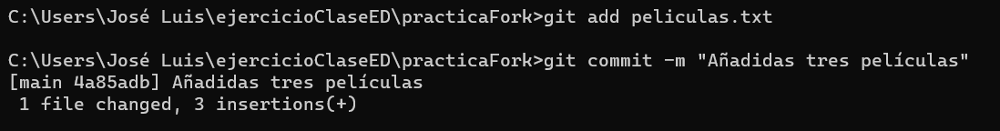 C:\Users\José Luis\ejercicioClaseED\practicaFork>git add peliculas.txt
C:\Users\José Luis\ejercicioClaseED\practicaFork>git commit -m "Añadidas tres películas"
[main 4a85adb] Añadidas tres películas
1 file changed, 3 insertions(+)